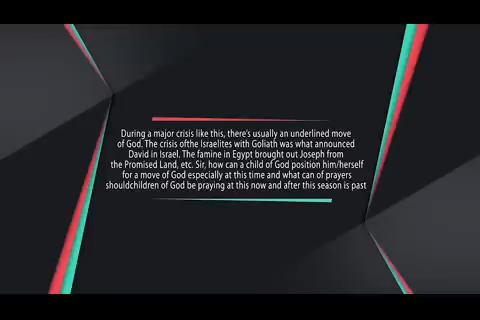 During a major crisis like this, there's usually an underlined move
of God. The crisis ofthe Israelites with Goliath was what announced
David in Israel. The famine in Egypt brought out Joseph from
the Promised Land, etc. Sir, how can a child of God position him/herself
for a move of God especially at this time and what can of prayers
shouldchildren of God be praying at this now and after this season is past